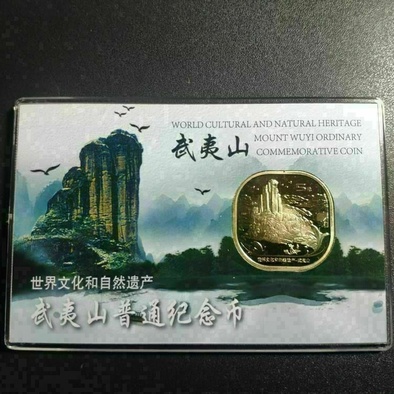 WORLD CULTURAL AND NATURAL HERITAGE
武夷山
MOUNT WUYI ORDINARY
COMMEMORATIVE COIN
世界文化和自然遗产
武夷山普通纪念币